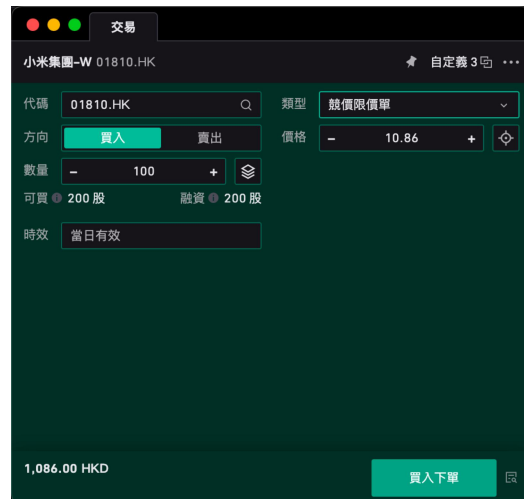 交易
小米集團-W 01810.HK
自定義 3
代碼 01810.HK 類型 競價限價單
方向 買入 賣出 價格 - 10.86 +
數量 - 100 +
可買 200 股 融資 200 股
時效 當日有效
1,086.00 HKD 買入下單